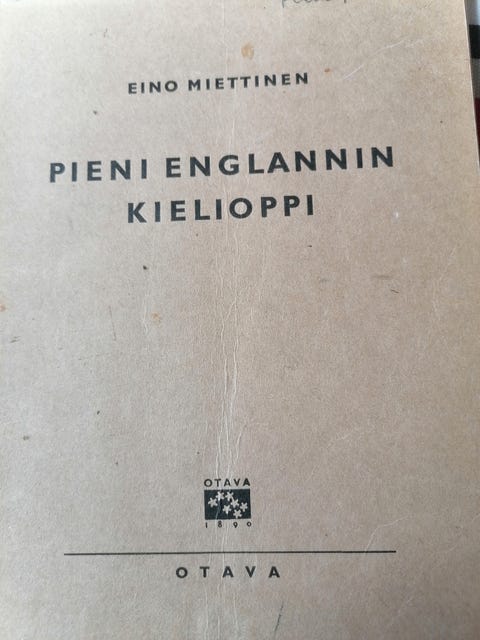 EINO MIETTINEN
PIENI ENGLANNIN
KIELIOPPI
OTAVA
1890
OTAVA